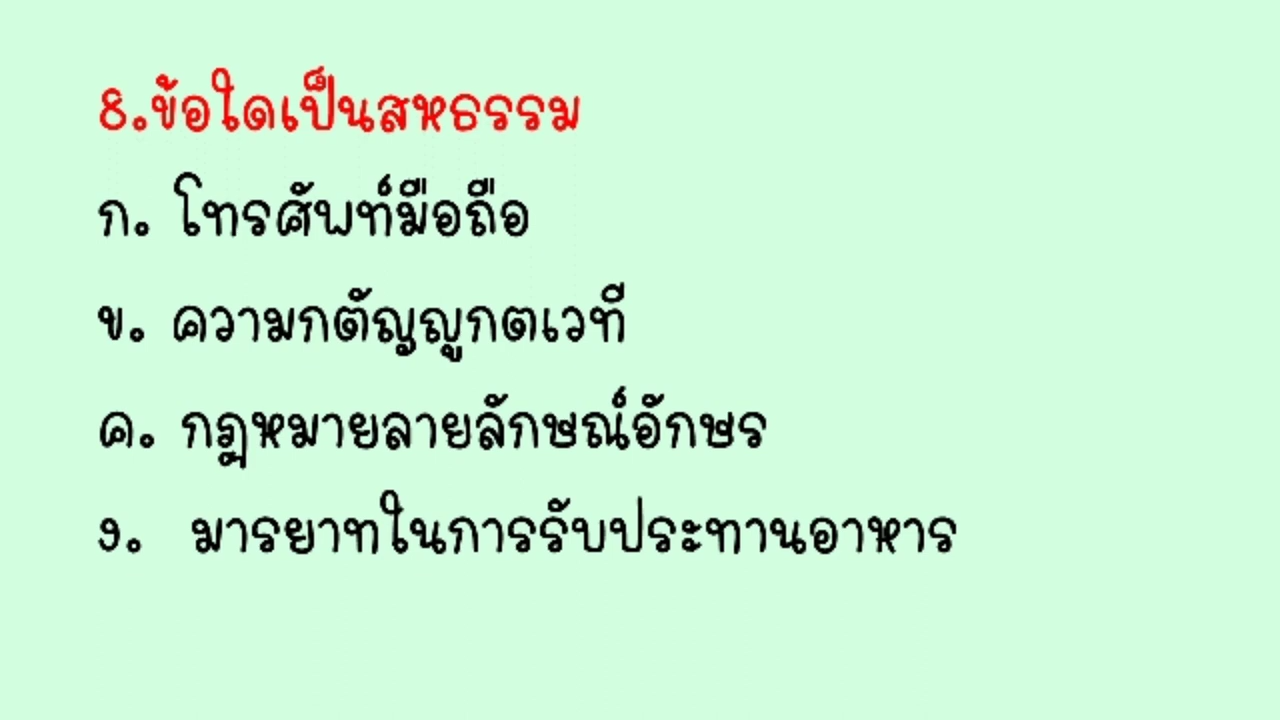 8.ข้อใดเป็นสหธรรม
ก. โทรศัพท์มือถือ
ข. ความกตัญญูกตเวที
ค. กฎหมายลายลักษณ์อักษร
ง. มารยาทในการรับประทานอาหาร